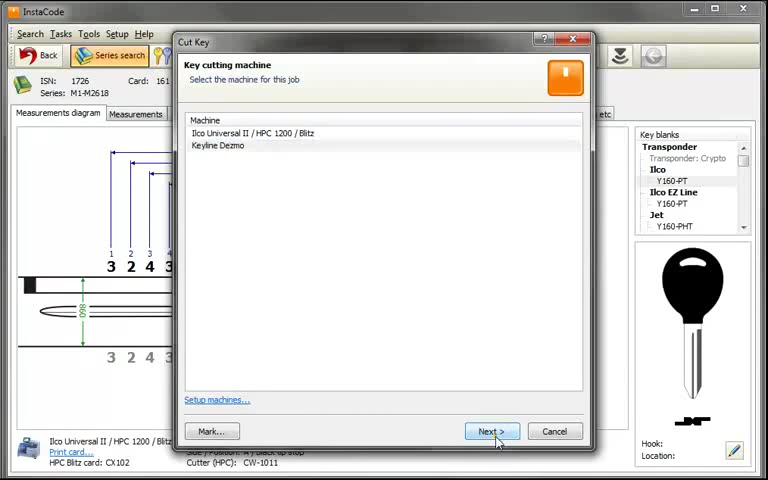 InstaCode
Search Tasks Tools Setup Help
Back Series search
ISN: 1726 Card: 161
Series: M1-M2618
Measurements diagram Measurements etc
Cut Key
Key cutting machine
Select the machine for this job
Machine
Ilco Universal II / HPC 1200 / Blitz
Keyline Dezmo
Setup machines...
Mark... Next > Cancel
1 2 3 4
3 2 4 3
860
3 2 4 3
Key blanks
Transponder
Transponder: Crypto
Ilco
Y160-PT
Ilco EZ Line
Y160-PT
Jet
Y160-PHT
Hook:
Location:
Ilco Universal II / HPC 1200 / Blitz
Print card...
HPC Blitz card: CX102 Cutter (HPC): CW-1011